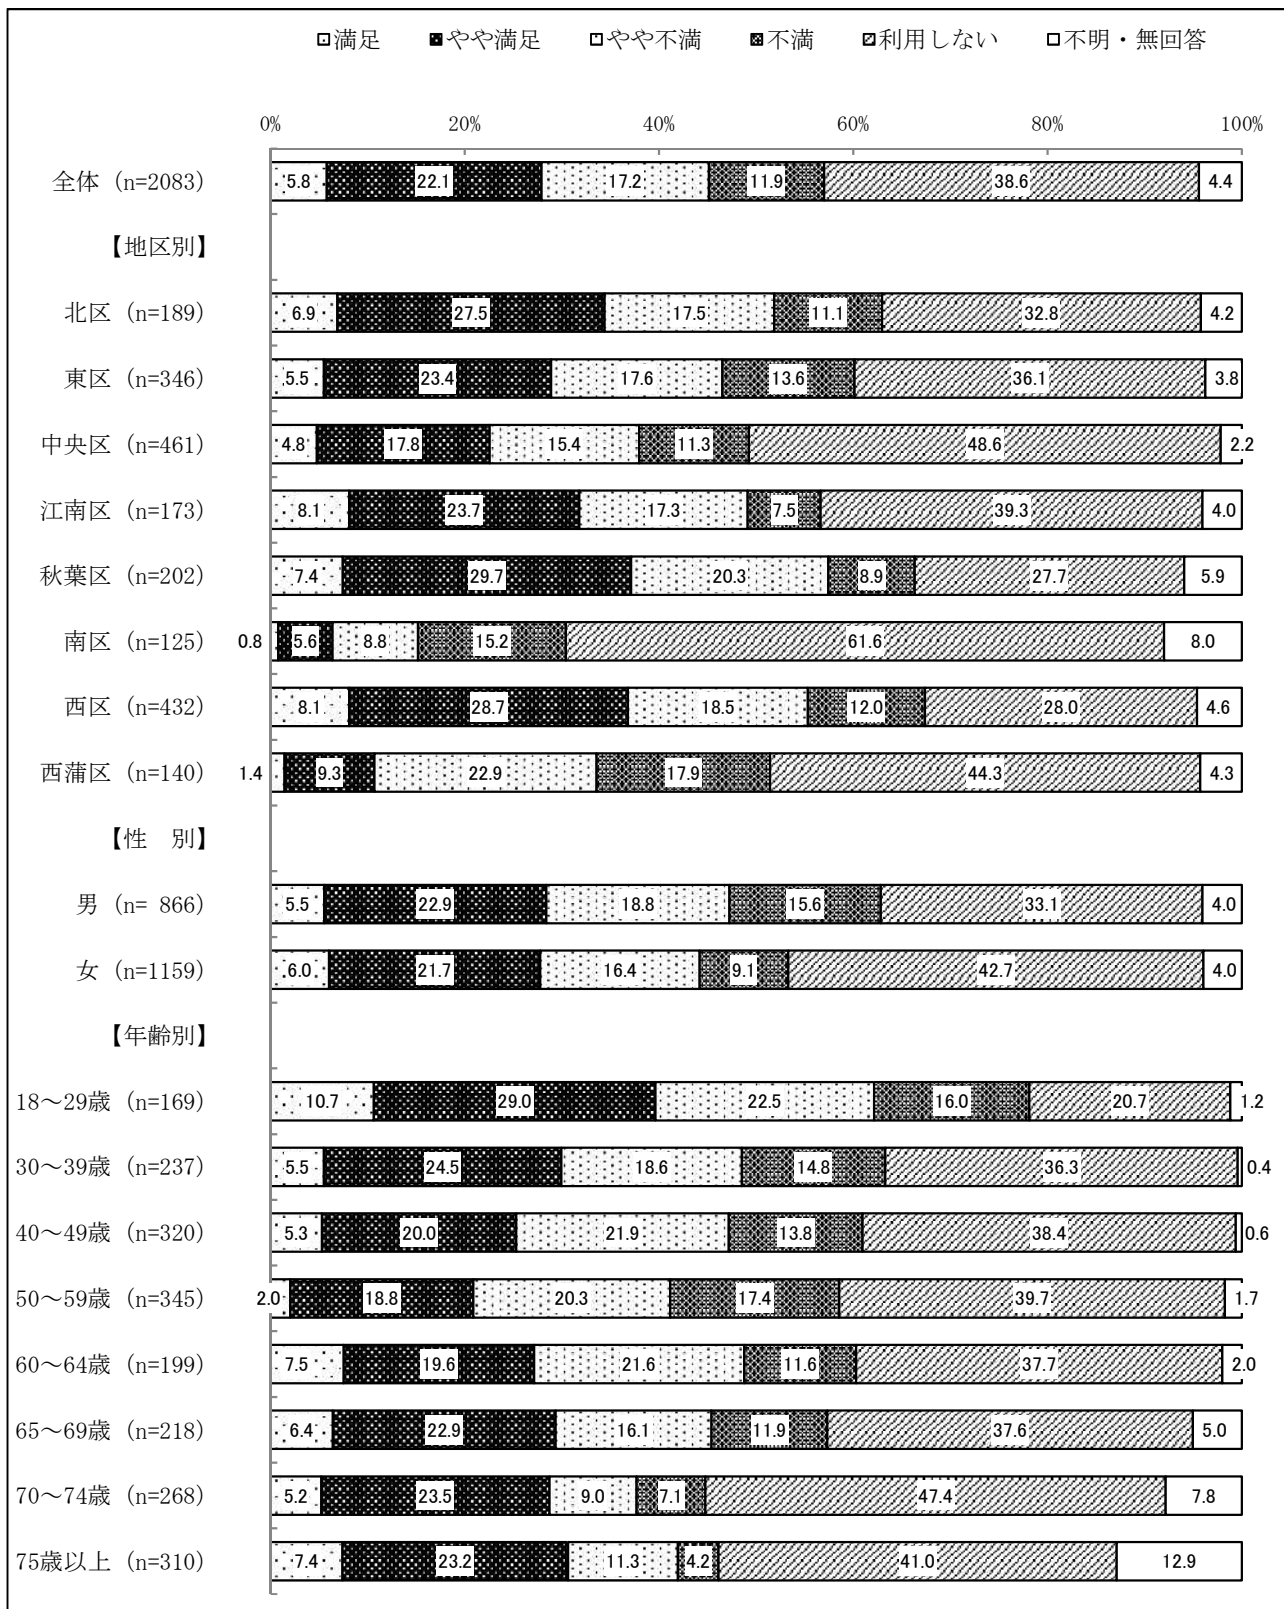 満足 やや満足 やや不満 不満 利用しない 不明・無回答
0% 20% 40% 60% 80% 100%
全体 (n=2083) 5.8 22.1 17.2 11.9 38.6 4.4
【地区別】
北区 (n=189) 6.9 27.5 17.5 11.1 32.8 4.2
東区 (n=346) 5.5 23.4 17.6 13.6 36.1 3.8
中央区 (n=461) 4.8 17.8 15.4 11.3 48.6 2.2
江南区 (n=173) 8.1 23.7 17.3 7.5 39.3 4.0
秋葉区 (n=202) 7.4 29.7 20.3 8.9 27.7 5.9
南区 (n=125) 0.8 5.6 8.8 15.2 61.6 8.0
西区 (n=432) 8.1 28.7 18.5 12.0 28.0 4.6
西蒲区 (n=140) 1.4 9.3 22.9 17.9 44.3 4.3
【性　別】
男 (n= 866) 5.5 22.9 18.8 15.6 33.1 4.0
女 (n=1159) 6.0 21.7 16.4 9.1 42.7 4.0
【年齢別】
18～29歳 (n=169) 10.7 29.0 22.5 16.0 20.7 1.2
30～39歳 (n=237) 5.5 24.5 18.6 14.8 36.3 0.4
40～49歳 (n=320) 5.3 20.0 21.9 13.8 38.4 0.6
50～59歳 (n=345) 2.0 18.8 20.3 17.4 39.7 1.7
60～64歳 (n=199) 7.5 19.6 21.6 11.6 37.7 2.0
65～69歳 (n=218) 6.4 22.9 16.1 11.9 37.6 5.0
70～74歳 (n=268) 5.2 23.5 9.0 7.1 47.4 7.8
75歳以上 (n=310) 7.4 23.2 11.3 4.2 41.0 12.9